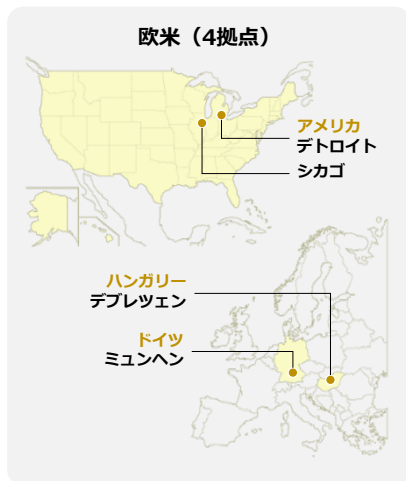 欧米（4拠点）
アメリカ
デトロイト
シカゴ
ハンガリー
デブレツェン
ドイツ
ミュンヘン